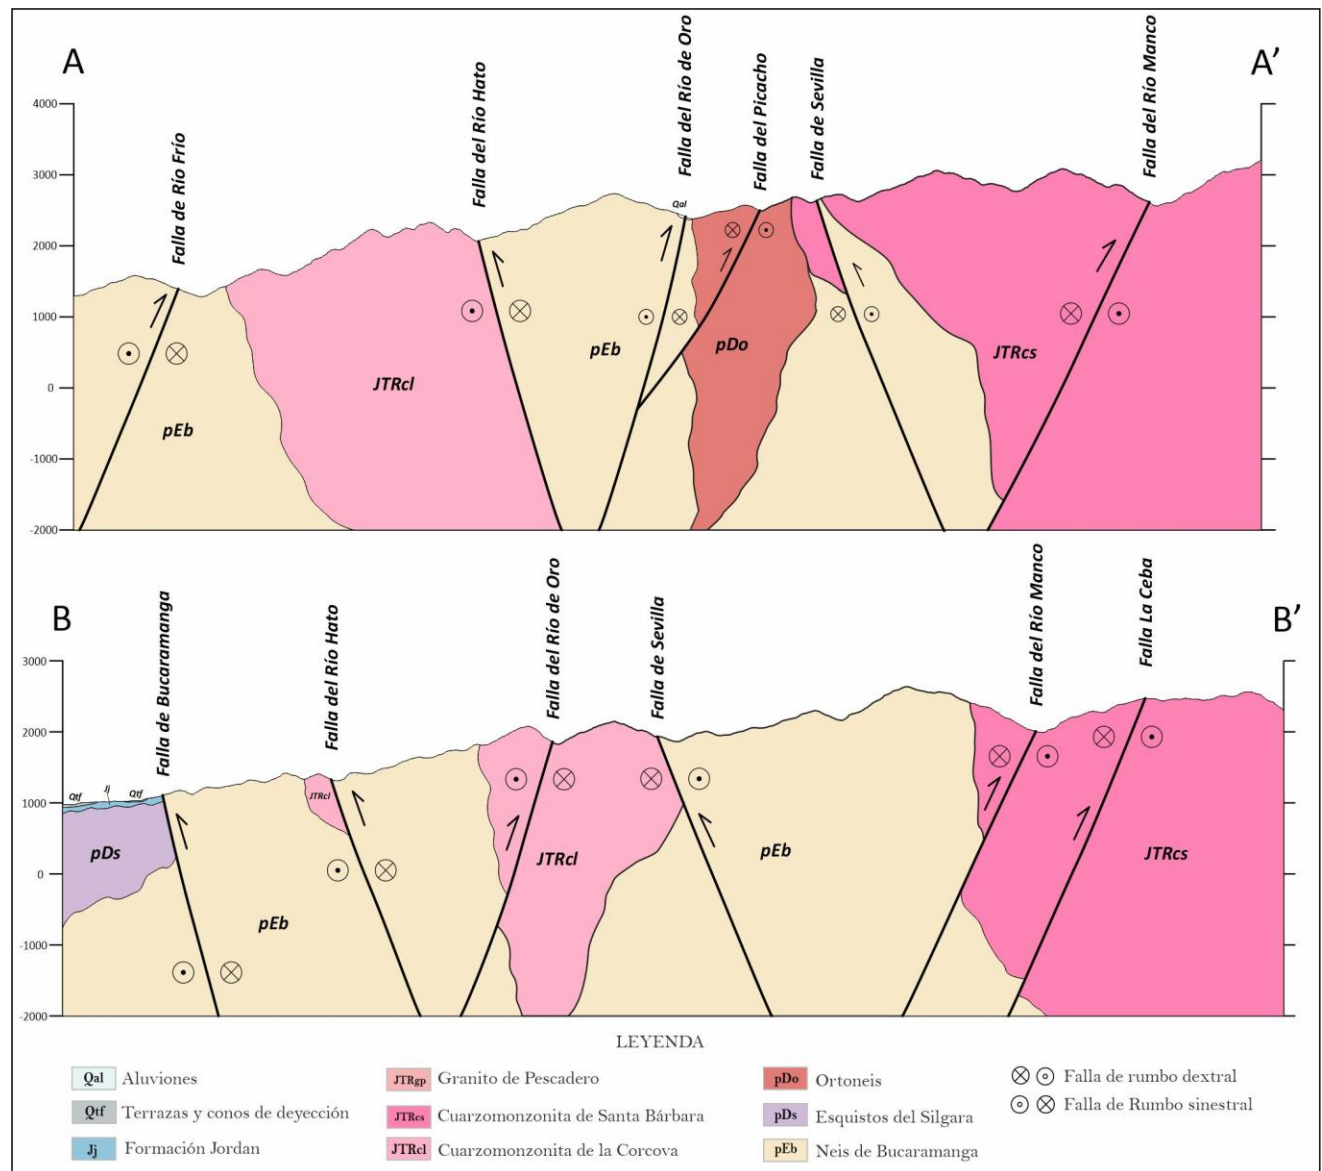 A
A'
Falla de Río Frío
Falla del Río Hato
Falla del Río de Oro
Falla del Picacho
Falla de Sevilla
Falla del Río Manco
4000
3000
2000
1000
0
-1000
-2000
Qal
pEb
JTRcl
pEb
pDo
JTRcs
B
B'
Falla de Bucaramanga
Falla del Río Hato
Falla del Río de Oro
Falla de Sevilla
Falla del Río Manco
Falla La Ceba
3000
2000
1000
0
-1000
-2000
Qtf
Jj
Qtf
pDs
pEb
JTRcl
JTRcl
pEb
JTRcs
LEYENDA
Qal Aluviones
Qtf Terrazas y conos de deyección
Jj Formación Jordan
JTRgp Granito de Pescadero
JTRcs Cuarzomonzonita de Santa Bárbara
JTRcl Cuarzomonzonita de la Corcova
pDo Ortoneis
pDs Esquistos del Silgara
pEb Neis de Bucaramanga
Falla de rumbo dextral
Falla de Rumbo sinestral